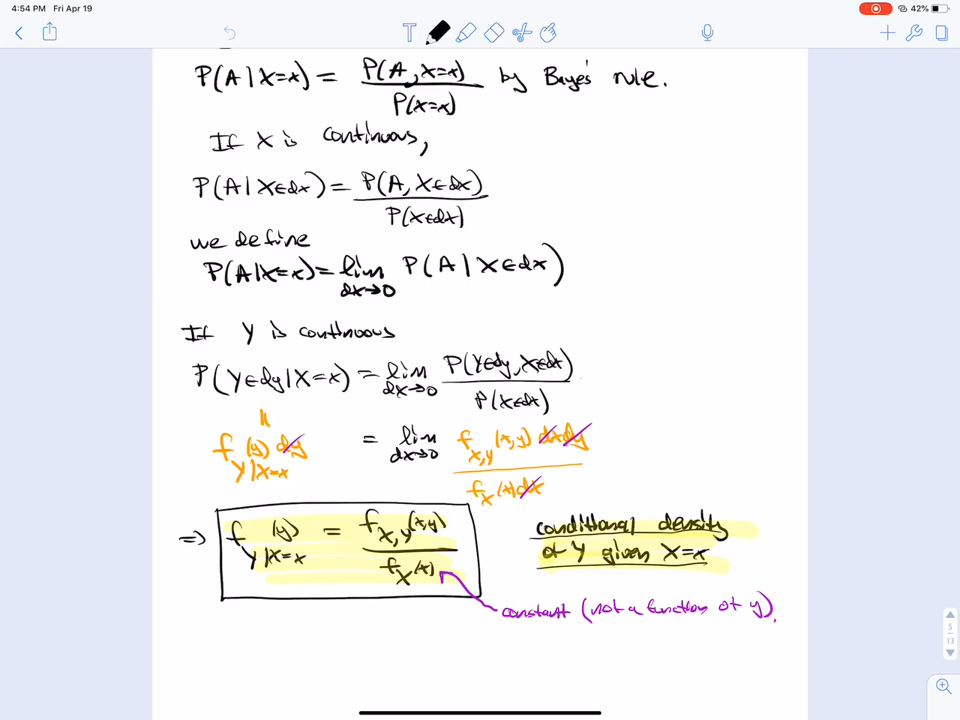 4:54 PM Fri Apr 19
42%
T
P(A | X=x) = P(A, X=x) / P(X=x) by Bayes' rule.
If X is continuous,
P(A | X∈dx) = P(A, X∈dx) / P(X∈dx)
we define
P(A|X=x) = lim dx→0 P(A | X∈dx)
If Y is continuous
P(Y∈dy | X=x) = lim dx→0 P(Y∈dy, X∈dx) / P(X∈dx)
f Y|X=x (y) dy = lim dx→0 f X,Y (x,y) dx dy / f X (x) dx
⇒ f Y|X=x (y) = f X,Y (x,y) / f X (x)
conditional density
of Y given X=x
constant (not a function of y).
5
13